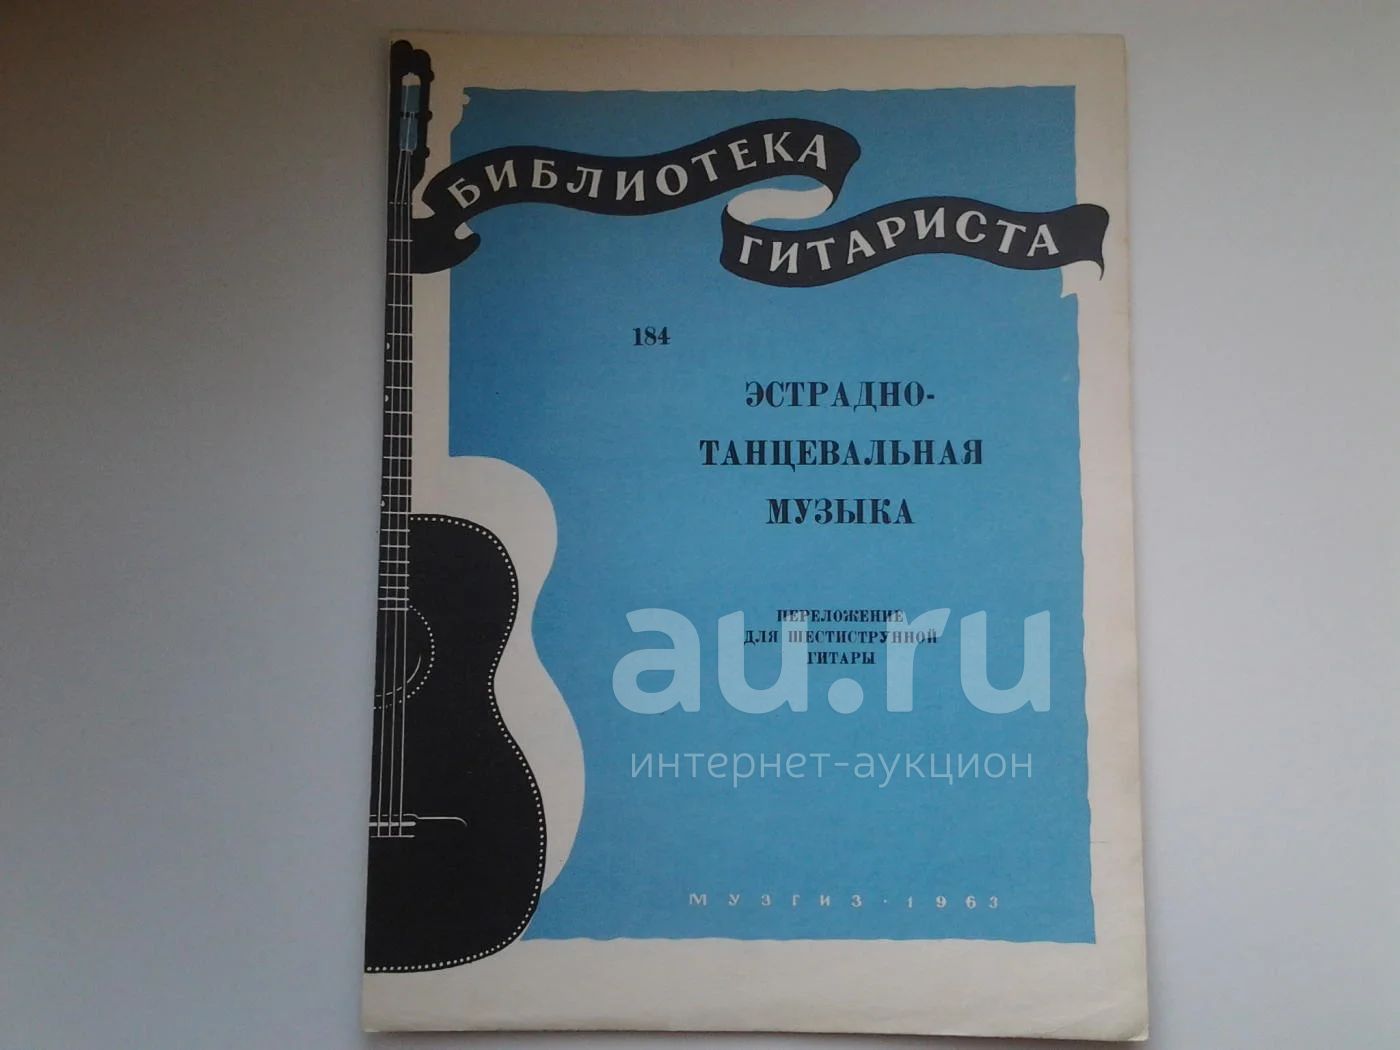 БИБЛИОТЕКА
ГИТАРИСТА
184
ЭСТРАДНО-
ТАНЦЕВАЛЬНАЯ
МУЗЫКА
ПЕРЕЛОЖЕНИЕ
ДЛЯ ШЕСТИСТРУННОЙ
ГИТАРЫ
au.ru
интернет-аукцион
МУЗГИЗ · 1963